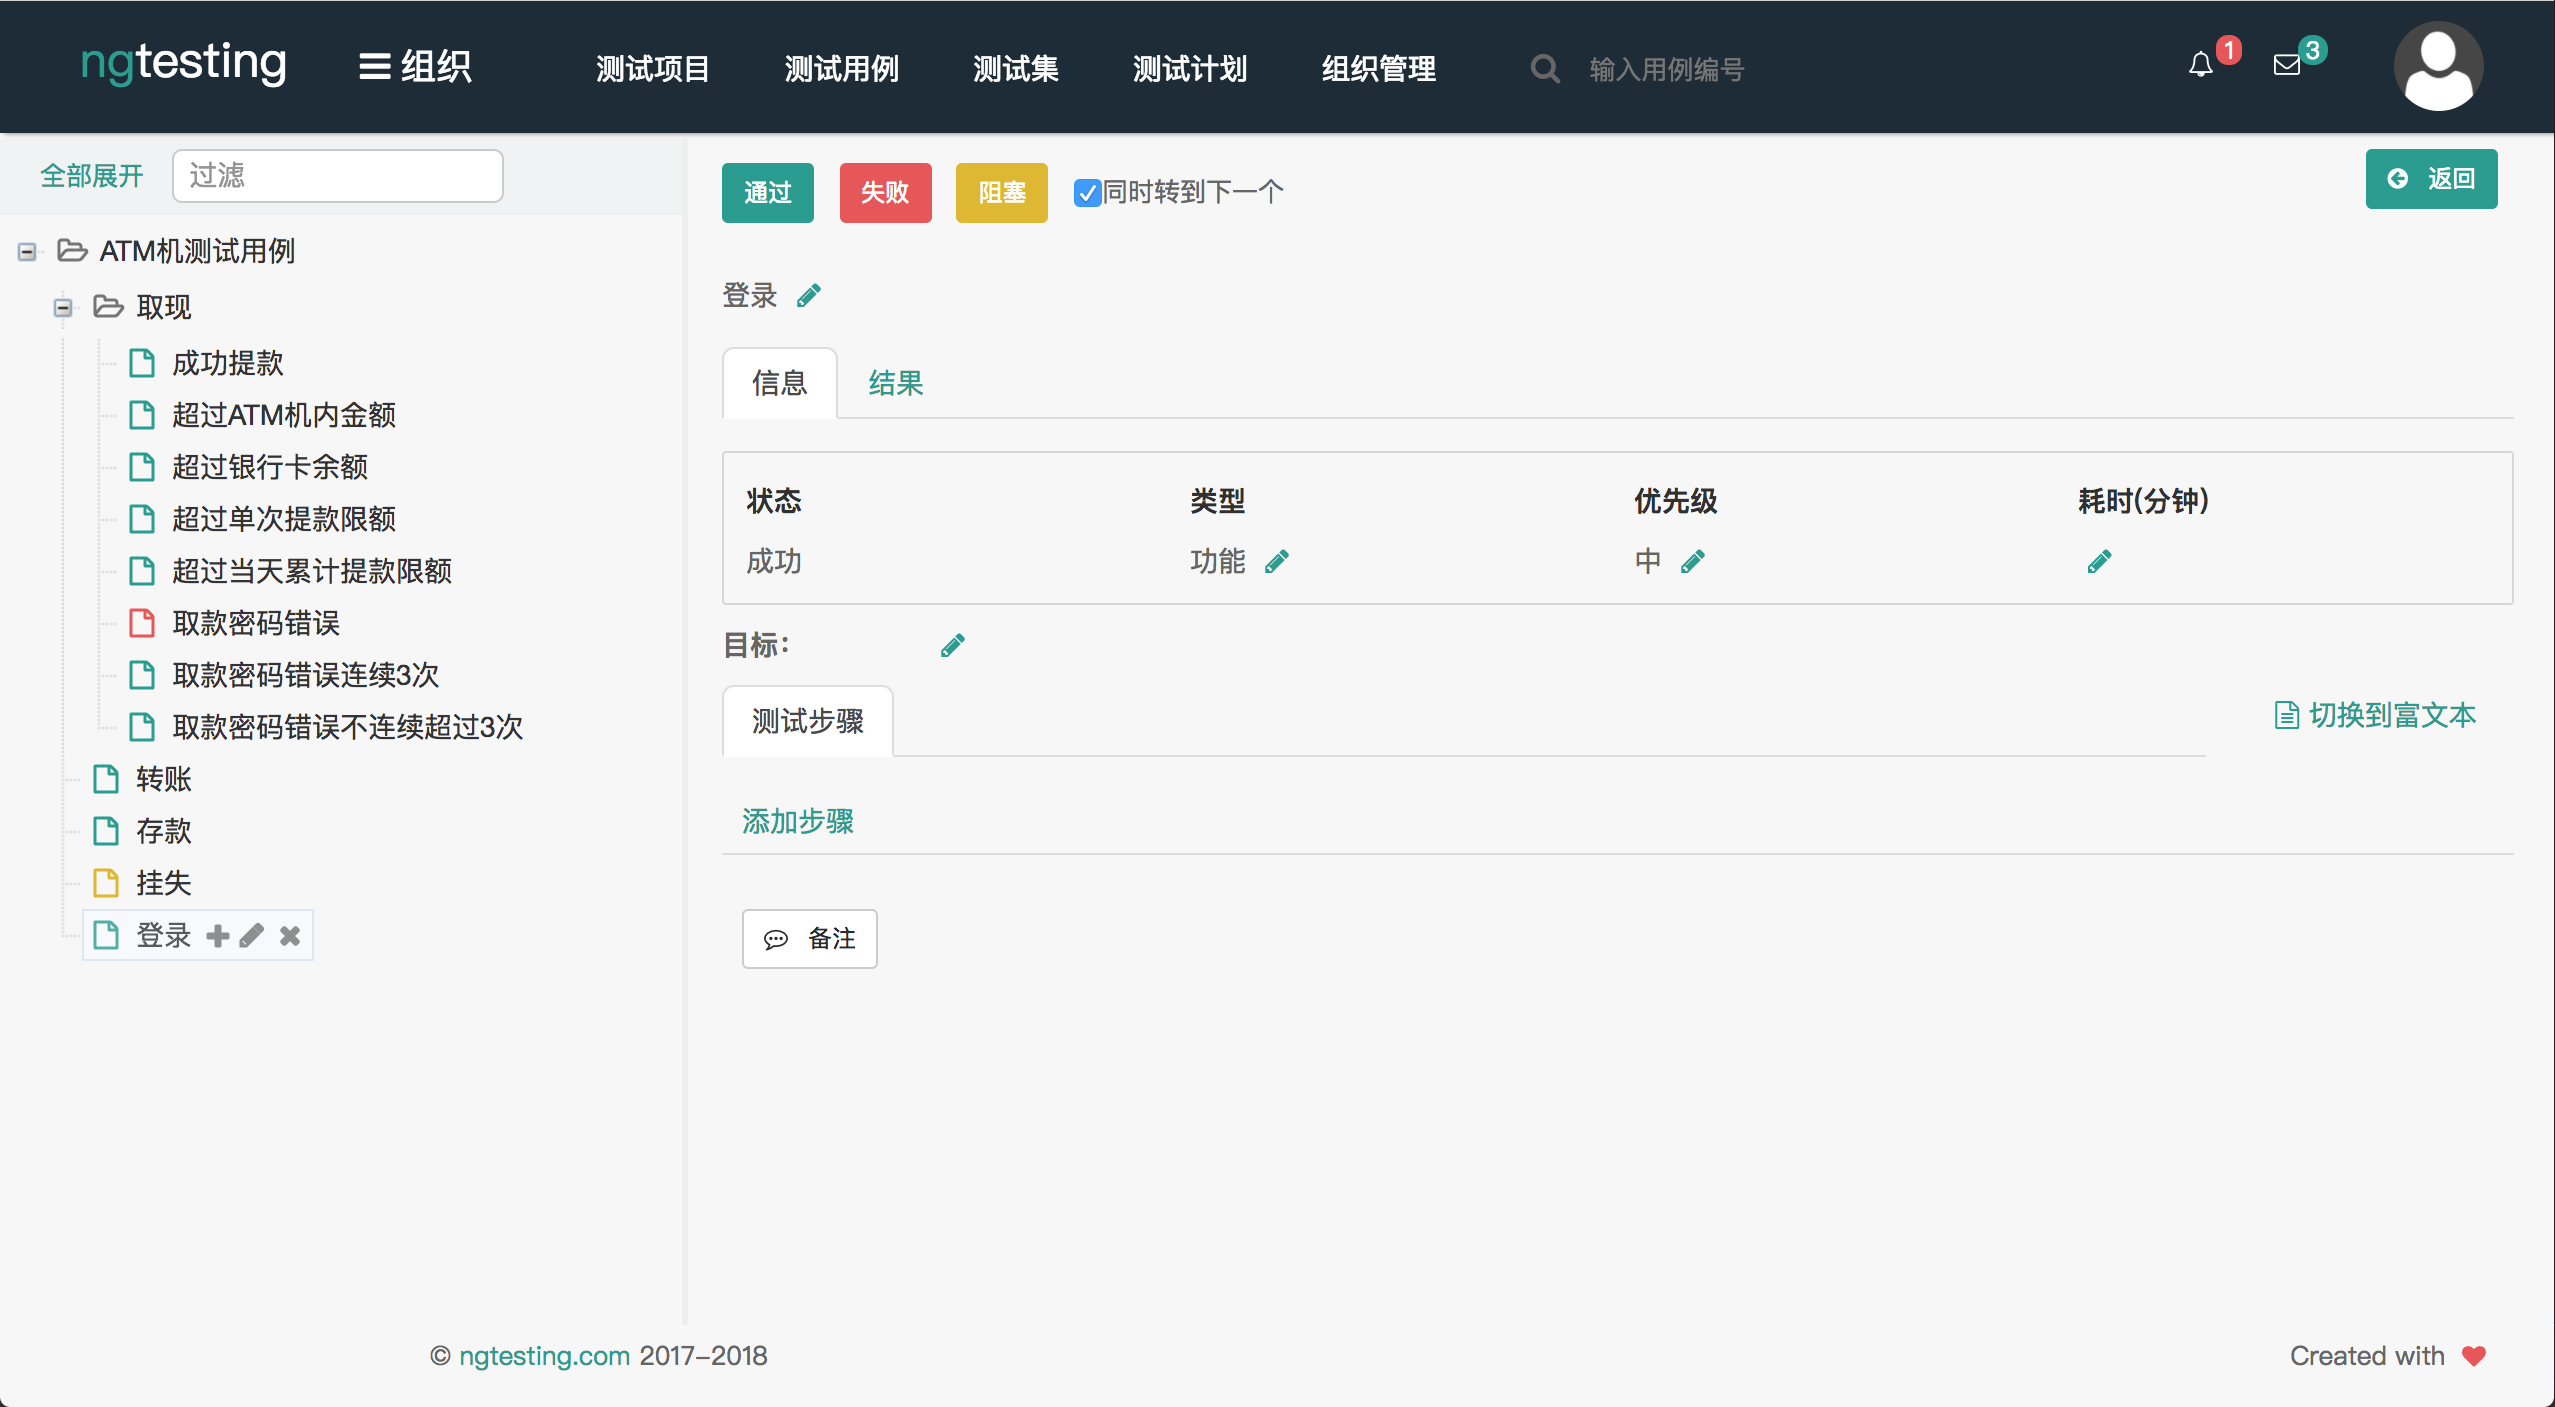 ngtesting 组织 测试项目 测试用例 测试集 测试计划 组织管理 输入用例编号 1 3
全部展开 过滤
ATM机测试用例
取现
成功提款
超过ATM机内金额
超过银行卡余额
超过单次提款限额
超过当天累计提款限额
取款密码错误
取款密码错误连续3次
取款密码错误不连续超过3次
转账
存款
挂失
登录
通过 失败 阻塞 同时转到下一个 返回
登录
信息 结果
状态 类型 优先级 耗时(分钟)
成功 功能 中
目标:
测试步骤 切换到富文本
添加步骤
备注
© ngtesting.com 2017-2018 Created with